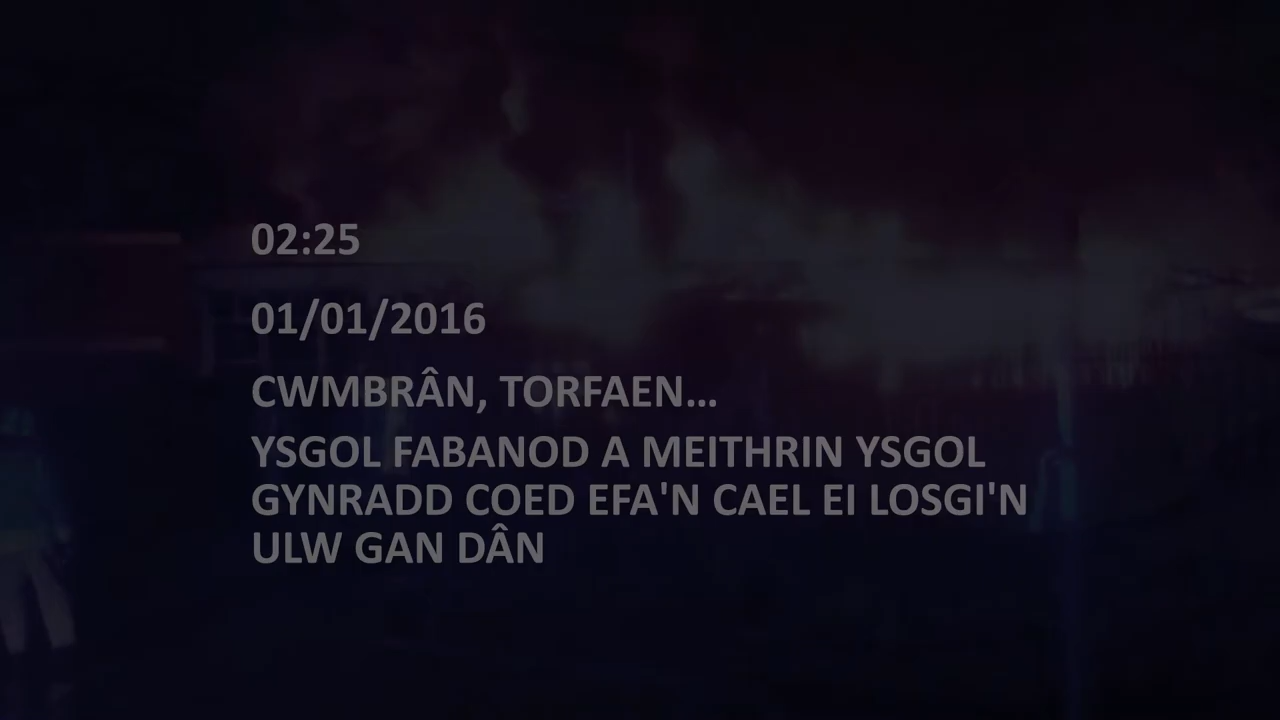 02:25
01/01/2016
CWMBRÂN, TORFAEN...
YSGOL FABANOD A MEITHRIN YSGOL
GYNRADD COED EFA'N CAEL EI LOSGI'N
ULW GAN DÂN